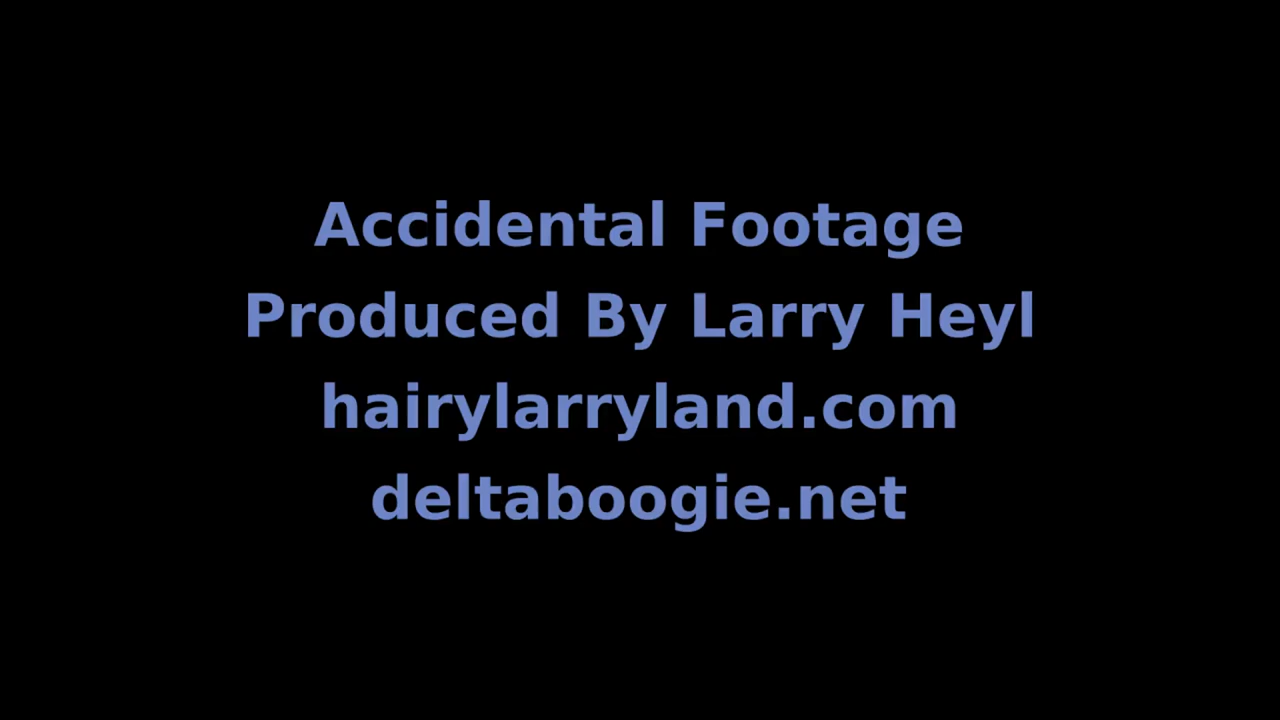 Accidental Footage
Produced By Larry Heyl
hairylarryland.com
deltaboogie.net